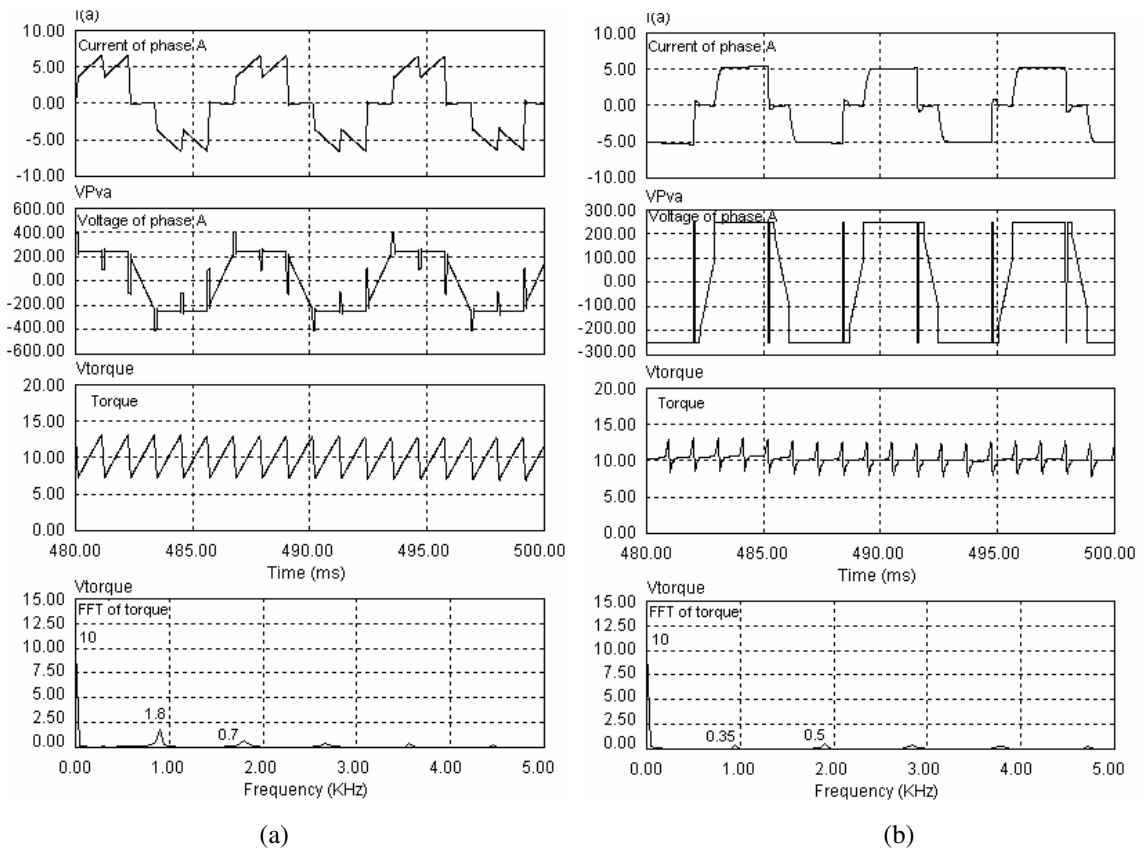 I(a)
10.00
Current of phase A
5.00
0.00
-5.00
-10.00
VPva
600.00
Voltage of phase A
400.00
200.00
0.00
-200.00
-400.00
-600.00
Vtorque
20.00
Torque
15.00
10.00
5.00
0.00
480.00 485.00 490.00 495.00 500.00
Time (ms)
Vtorque
15.00
FFT of torque
12.50
10
10.00
7.50
5.00
2.50
1.8
0.7
0.00
0.00 1.00 2.00 3.00 4.00 5.00
Frequency (KHz)
(a)
I(a)
10.00
Current of phase A
5.00
0.00
-5.00
-10.00
VPva
300.00
Voltage of phase A
200.00
100.00
0.00
-100.00
-200.00
-300.00
Vtorque
20.00
Torque
15.00
10.00
5.00
0.00
480.00 485.00 490.00 495.00 500.00
Time (ms)
Vtorque
15.00
FFT of torque
12.50
10
10.00
7.50
5.00
2.50
0.35
0.5
0.00
0.00 1.00 2.00 3.00 4.00 5.00
Frequency (KHz)
(b)